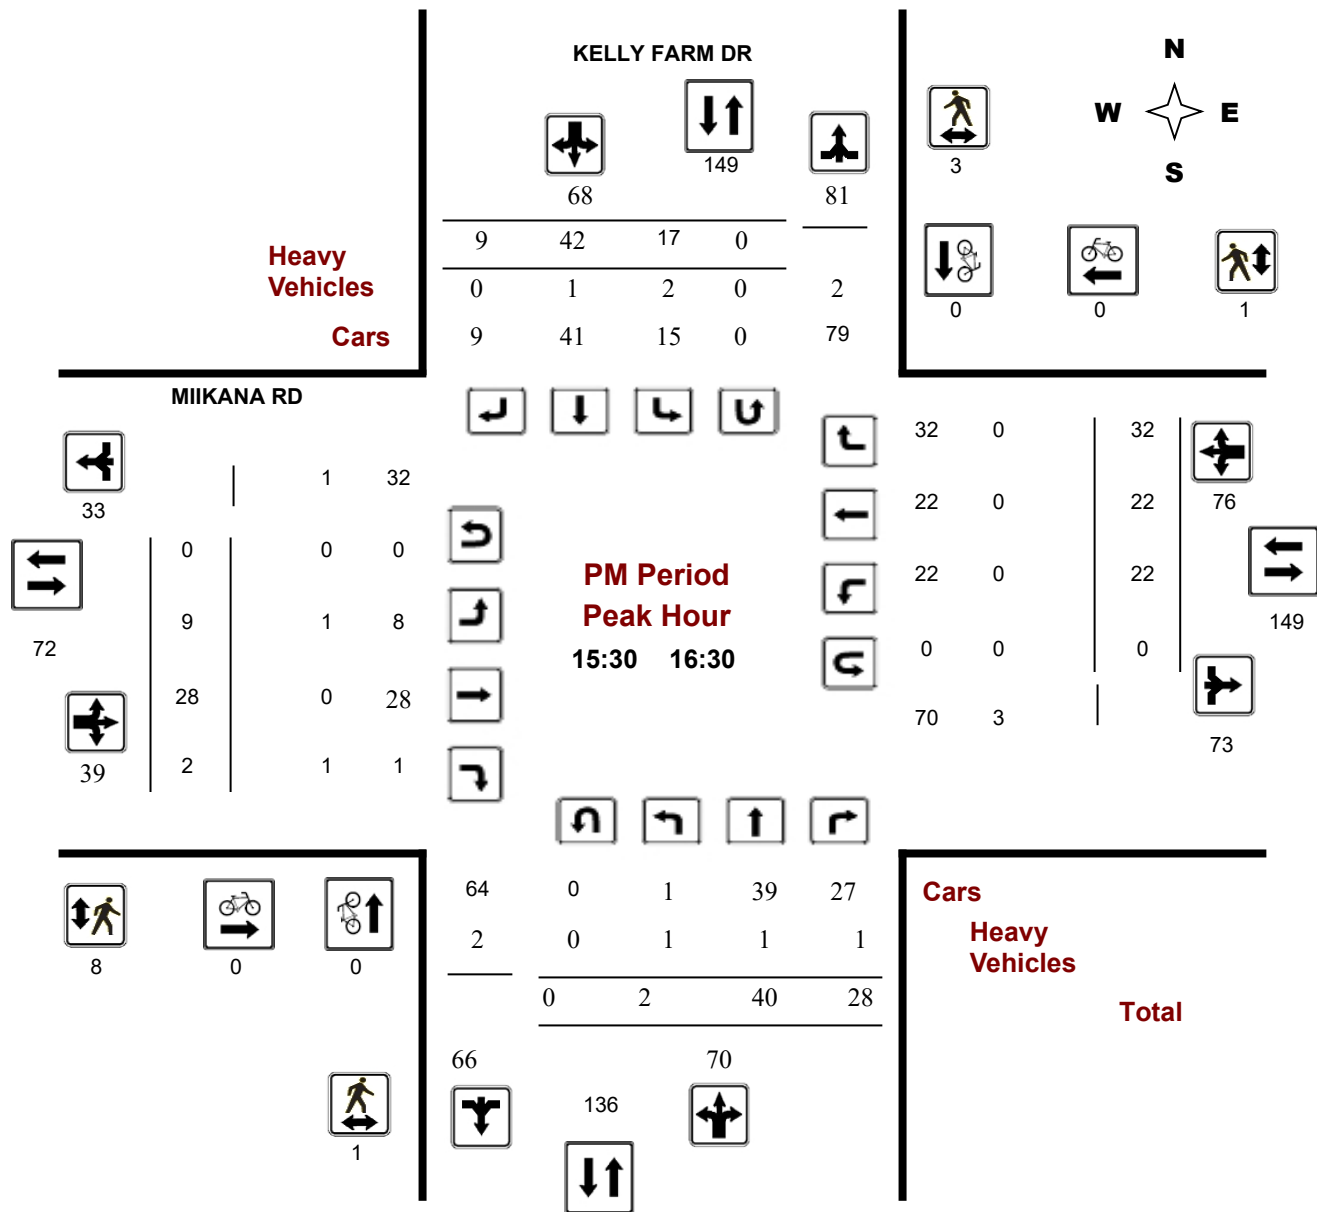 KELLY FARM DR
N
W E
S
149
68
81
3
9 42 17 0
Heavy
Vehicles
0 1 2 0 2
Cars
9 41 15 0 79
0 0 1
MIIKANA RD
32 0 32
1 32
33
22 0 22 76
0 0 0
PM Period
Peak Hour
22 0 22
9 1 8
149
72
15:30 16:30
0 0 0
28 0 28
70 3
73
39 2 1 1
64 0 1 39 27
Cars
2 0 1 1 1
Heavy
Vehicles
8 0 0
0 2 40 28
Total
66 70
136
1